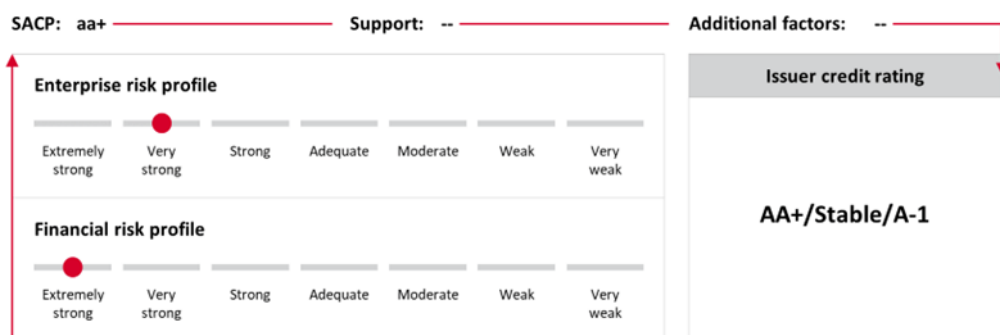 SACP: aa+ Support: -- Additional factors: --
Enterprise risk profile
Extremely strong Very strong Strong Adequate Moderate Weak Very weak
Financial risk profile
Extremely strong Very strong Strong Adequate Moderate Weak Very weak
Issuer credit rating
AA+/Stable/A-1